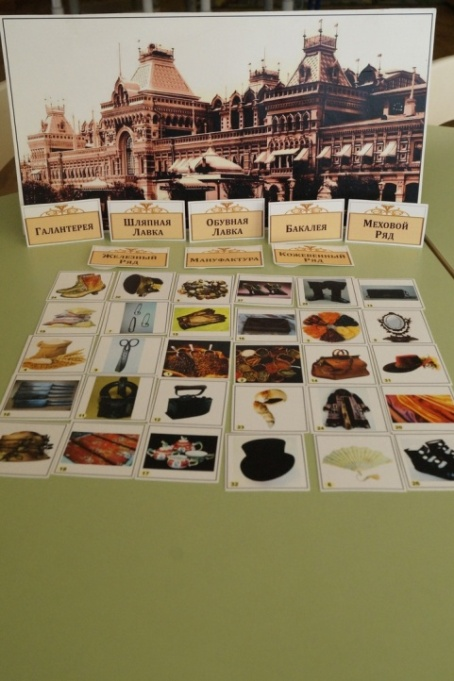 Галантерея
Шляпная
Лавка
Обувная
Лавка
Бакалея
Меховой
Ряд
Железный
Ряд
Мануфактура
Кожевенный
Ряд